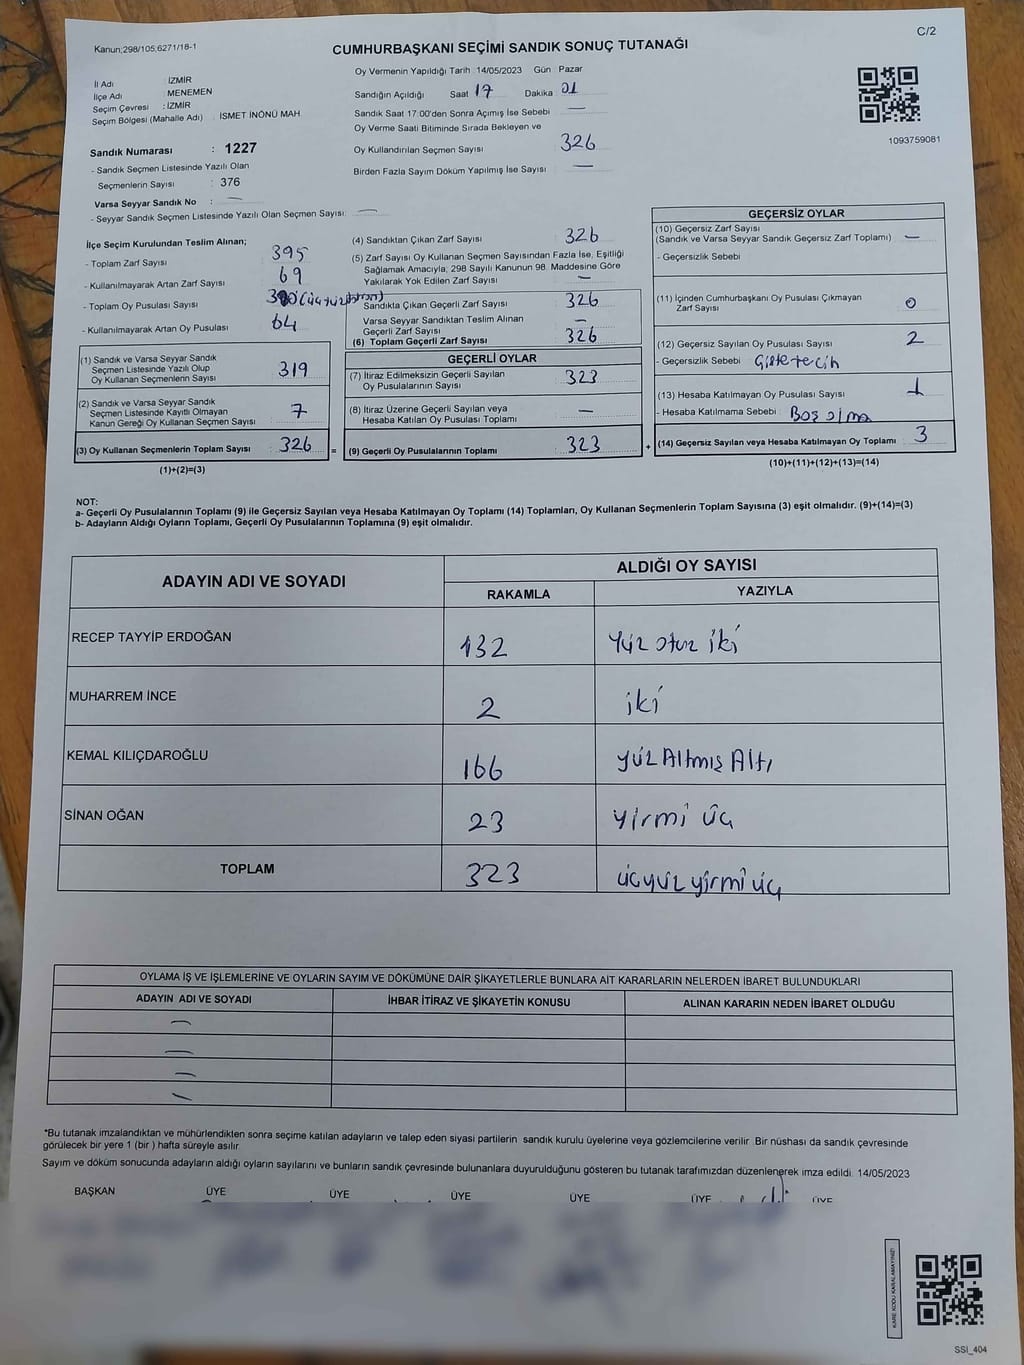 Kanun;298/105;6271/18-1
C/2
CUMHURBAŞKANI SEÇİMİ SANDIK SONUÇ TUTANAĞI
İl Adı : İZMİR
İlçe Adı : MENEMEN
Seçim Çevresi : İZMİR
Seçim Bölgesi (Mahalle Adı) : İSMET İNÖNÜ MAH.
Sandık Numarası : 1227
- Sandık Seçmen Listesinde Yazılı Olan
Seçmenlerin Sayısı : 376
Varsa Seyyar Sandık No : —
- Seyyar Sandık Seçmen Listesinde Yazılı Olan Seçmen Sayısı: —
Oy Vermenin Yapıldığı Tarih :14/05/2023 Gün : Pazar
Sandığın Açıldığı Saat 17 Dakika 01
Sandık Saat 17:00'den Sonra Açımış İse Sebebi —
Oy Verme Saati Bitiminde Sırada Bekleyen ve
Oy Kullandırılan Seçmen Sayısı 326
Birden Fazla Sayım Döküm Yapılmış İse Sayısı —
1093759081
İlçe Seçim Kurulundan Teslim Alınan;
- Toplam Zarf Sayısı 395
- Kullanılmayarak Artan Zarf Sayısı 69
- Toplam Oy Pusulası Sayısı
- Kullanılmayarak Artan Oy Pusulası 64
(1) Sandık ve Varsa Seyyar Sandık
Seçmen Listesinde Yazılı Olup
Oy Kullanan Seçmenlerin Sayısı 319
(2) Sandık ve Varsa Seyyar Sandık
Seçmen Listesinde Kayıtlı Olmayan
Kanun Gereği Oy Kullanan Seçmen Sayısı 7
(3) Oy Kullanan Seçmenlerin Toplam Sayısı 326
(1)+(2)=(3)
=
(4) Sandıktan Çıkan Zarf Sayısı 326
(5) Zarf Sayısı Oy Kullanan Seçmen Sayısından Fazla İse, Eşitliği
Sağlamak Amacıyla, 298 Sayılı Kanunun 98. Maddesine Göre
Yakılarak Yok Edilen Zarf Sayısı —
Sandıkta Çıkan Geçerli Zarf Sayısı 326
Varsa Seyyar Sandıktan Teslim Alınan
Geçerli Zarf Sayısı —
(6) Toplam Geçerli Zarf Sayısı 326
GEÇERLİ OYLAR
(7) İtiraz Edilmeksizin Geçerli Sayılan
Oy Pusulalarının Sayısı 323
(8) İtiraz Üzerine Geçerli Sayılan veya
Hesaba Katılan Oy Pusulası Toplamı —
(9) Geçerli Oy Pusulalarının Toplamı 323
+
GEÇERSİZ OYLAR
(10) Geçersiz Zarf Sayısı
(Sandık ve Varsa Seyyar Sandık Geçersiz Zarf Toplamı) —
- Geçersizlik Sebebi
(11) İçinden Cumhurbaşkanı Oy Pusulası Çıkmayan
Zarf Sayısı 0
(12) Geçersiz Sayılan Oy Pusulası Sayısı 2
- Geçersizlik Sebebi
(13) Hesaba Katılmayan Oy Pusulası Sayısı 1
- Hesaba Katılmama Sebebi : Boş olma
(14) Geçersiz Sayılan veya Hesaba Katılmayan Oy Toplamı 3
(10)+(11)+(12)+(13)=(14)
NOT:
a- Geçerli Oy Pusulalarının Toplamı (9) ile Geçersiz Sayılan veya Hesaba Katılmayan Oy Toplamı (14) Toplamları, Oy Kullanan Seçmenlerin Toplam Sayısına (3) eşit olmalıdır. (9)+(14)=(3)
b- Adayların Aldığı Oyların Toplamı, Geçerli Oy Pusulalarının Toplamına (9) eşit olmalıdır.
ADAYIN ADI VE SOYADI
ALDIĞI OY SAYISI
RAKAMLA YAZIYLA
RECEP TAYYİP ERDOĞAN 132 Yüz otuz iki
MUHARREM İNCE 2 iki
KEMAL KILIÇDAROĞLU 166 yüz Altmış Altı
SİNAN OĞAN 23 yirmi üç
TOPLAM 323 üçyüz yirmi üç
OYLAMA İŞ VE İŞLEMLERİNE VE OYLARIN SAYIM VE DÖKÜMÜNE DAİR ŞİKAYETLERLE BUNLARA AİT KARARLARIN NELERDEN İBARET BULUNDUKLARI
ADAYIN ADI VE SOYADI İHBAR İTİRAZ VE ŞİKAYETİN KONUSU ALINAN KARARIN NEDEN İBARET OLDUĞU
—
—
—
—
*Bu tutanak imzalandıktan ve mühürlendikten sonra seçime katılan adayların ve talep eden siyasi partilerin sandık kurulu üyelerine veya gözlemcilerine verilir. Bir nüshası da sandık çevresinde
görülecek bir yere 1 (bir ) hafta süreyle asılır.
Sayım ve döküm sonucunda adayların aldığı oyların sayılarını ve bunların sandık çevresinde bulunanlara duyurulduğunu gösteren bu tutanak tarafımızdan düzenlenerek imza edildi. 14/05/2023
BAŞKAN ÜYE ÜYE ÜYE ÜYE ÜYE ÜYE
KARE KODU KARALAMAYINIZ!
SSI_404